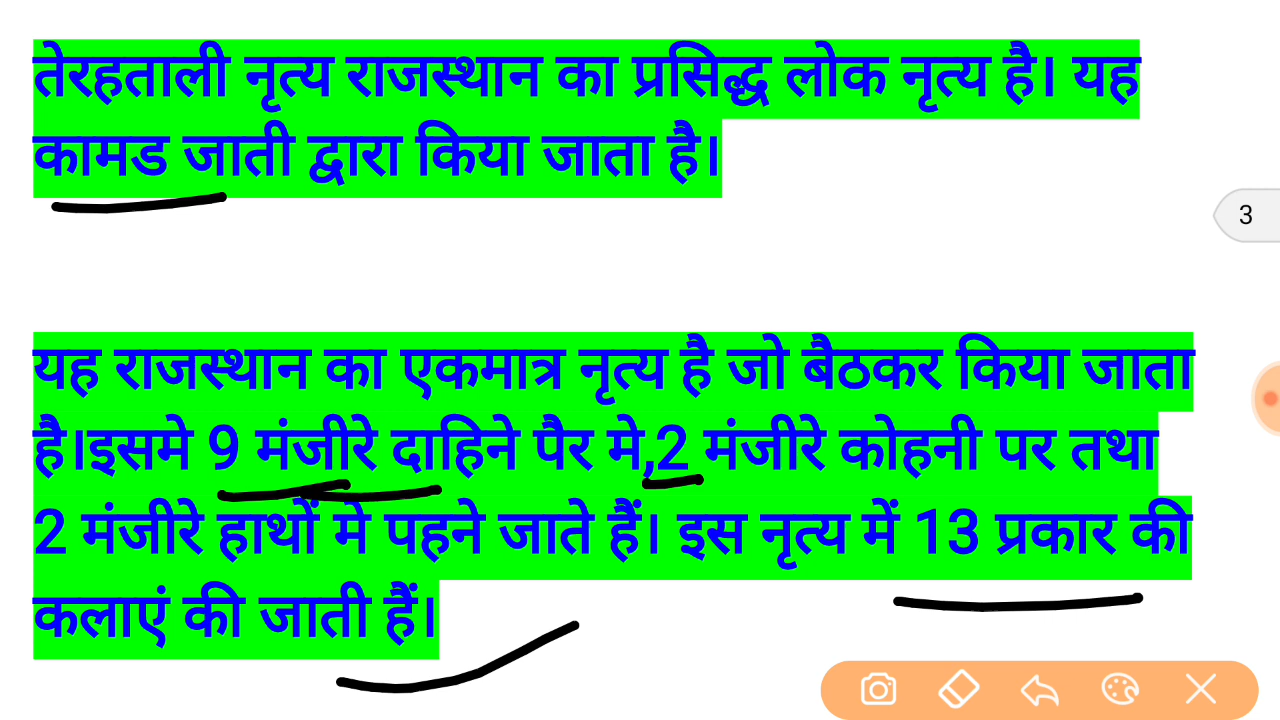 तेरहताली नृत्य राजस्थान का प्रसिद्ध लोक नृत्य है। यह
कामड जाती द्वारा किया जाता है।
3
यह राजस्थान का एकमात्र नृत्य है जो बैठकर किया जाता
है।इसमे 9 मंजीरे दाहिने पैर मे,2 मंजीरे कोहनी पर तथा
2 मंजीरे हाथों मे पहने जाते हैं। इस नृत्य में 13 प्रकार की
कलाएं की जाती हैं।